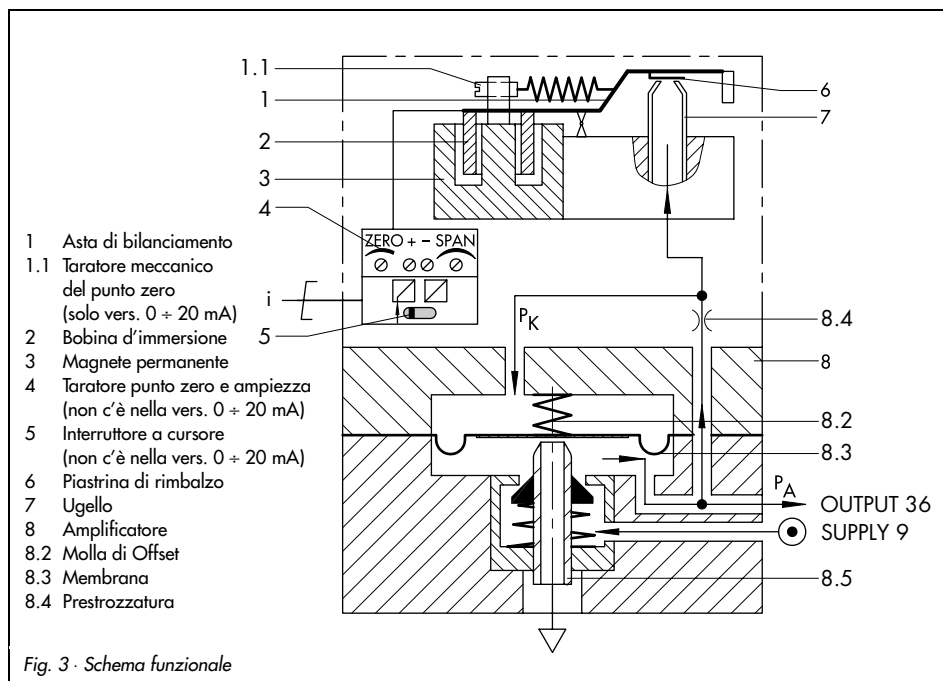 1.1
1
2
3
4
6
7
ZERO + − SPAN
i
5
P_K
8.4
8
8.2
8.3
P_A
OUTPUT 36
SUPPLY 9
8.5
1 Asta di bilanciamento
1.1 Taratore meccanico
del punto zero
(solo vers. 0 ÷ 20 mA)
2 Bobina d'immersione
3 Magnete permanente
4 Taratore punto zero e ampiezza
(non c'è nella vers. 0 ÷ 20 mA)
5 Interruttore a cursore
(non c'è nella vers. 0 ÷ 20 mA)
6 Piastrina di rimbalzo
7 Ugello
8 Amplificatore
8.2 Molla di Offset
8.3 Membrana
8.4 Prestrozzatura
Fig. 3 · Schema funzionale